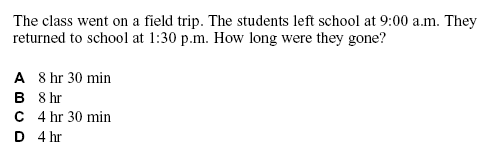 The class went on a field trip. The students left school at 9:00 a.m. They
returned to school at 1:30 p.m. How long were they gone?
A 8 hr 30 min
B 8 hr
C 4 hr 30 min
D 4 hr